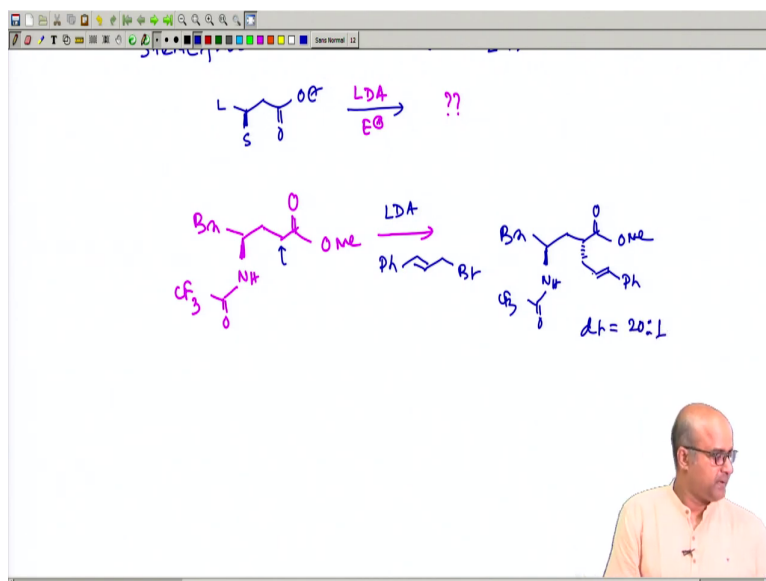 Sans Normal 12
L OR LDA ??
S O E⊕
Bn O OMe LDA Bn O OMe
NH Ph Br NH Ph
CF3 O CF3 O dr = 20:1